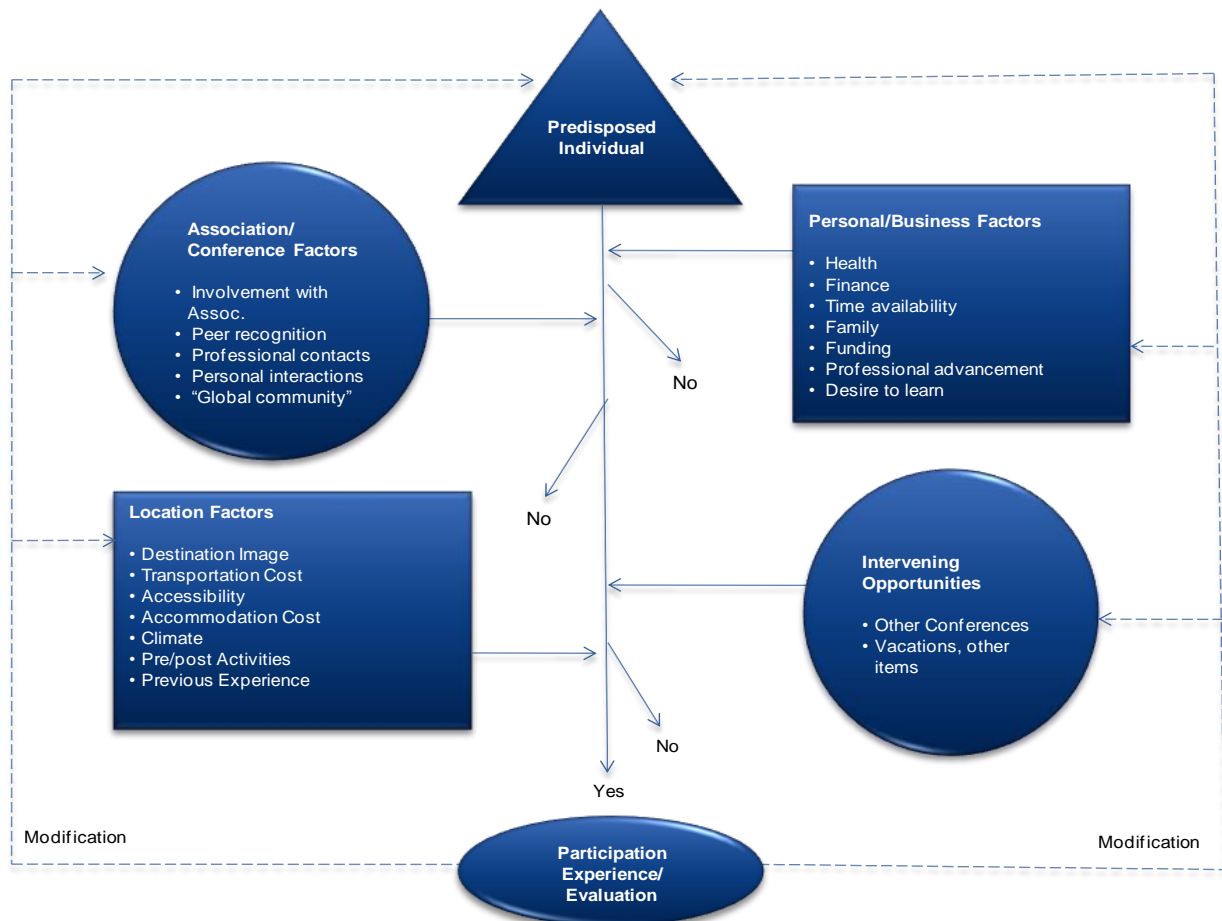 Predisposed
Individual
Association/
Conference Factors
• Involvement with
Assoc.
• Peer recognition
• Professional contacts
• Personal interactions
• “Global community”
Personal/Business Factors
• Health
• Finance
• Time availability
• Family
• Funding
• Professional advancement
• Desire to learn
No
No
Location Factors
• Destination Image
• Transportation Cost
• Accessibility
• Accommodation Cost
• Climate
• Pre/post Activities
• Previous Experience
Intervening
Opportunities
• Other Conferences
• Vacations, other
items
No
Yes
Modification
Modification
Participation
Experience/
Evaluation